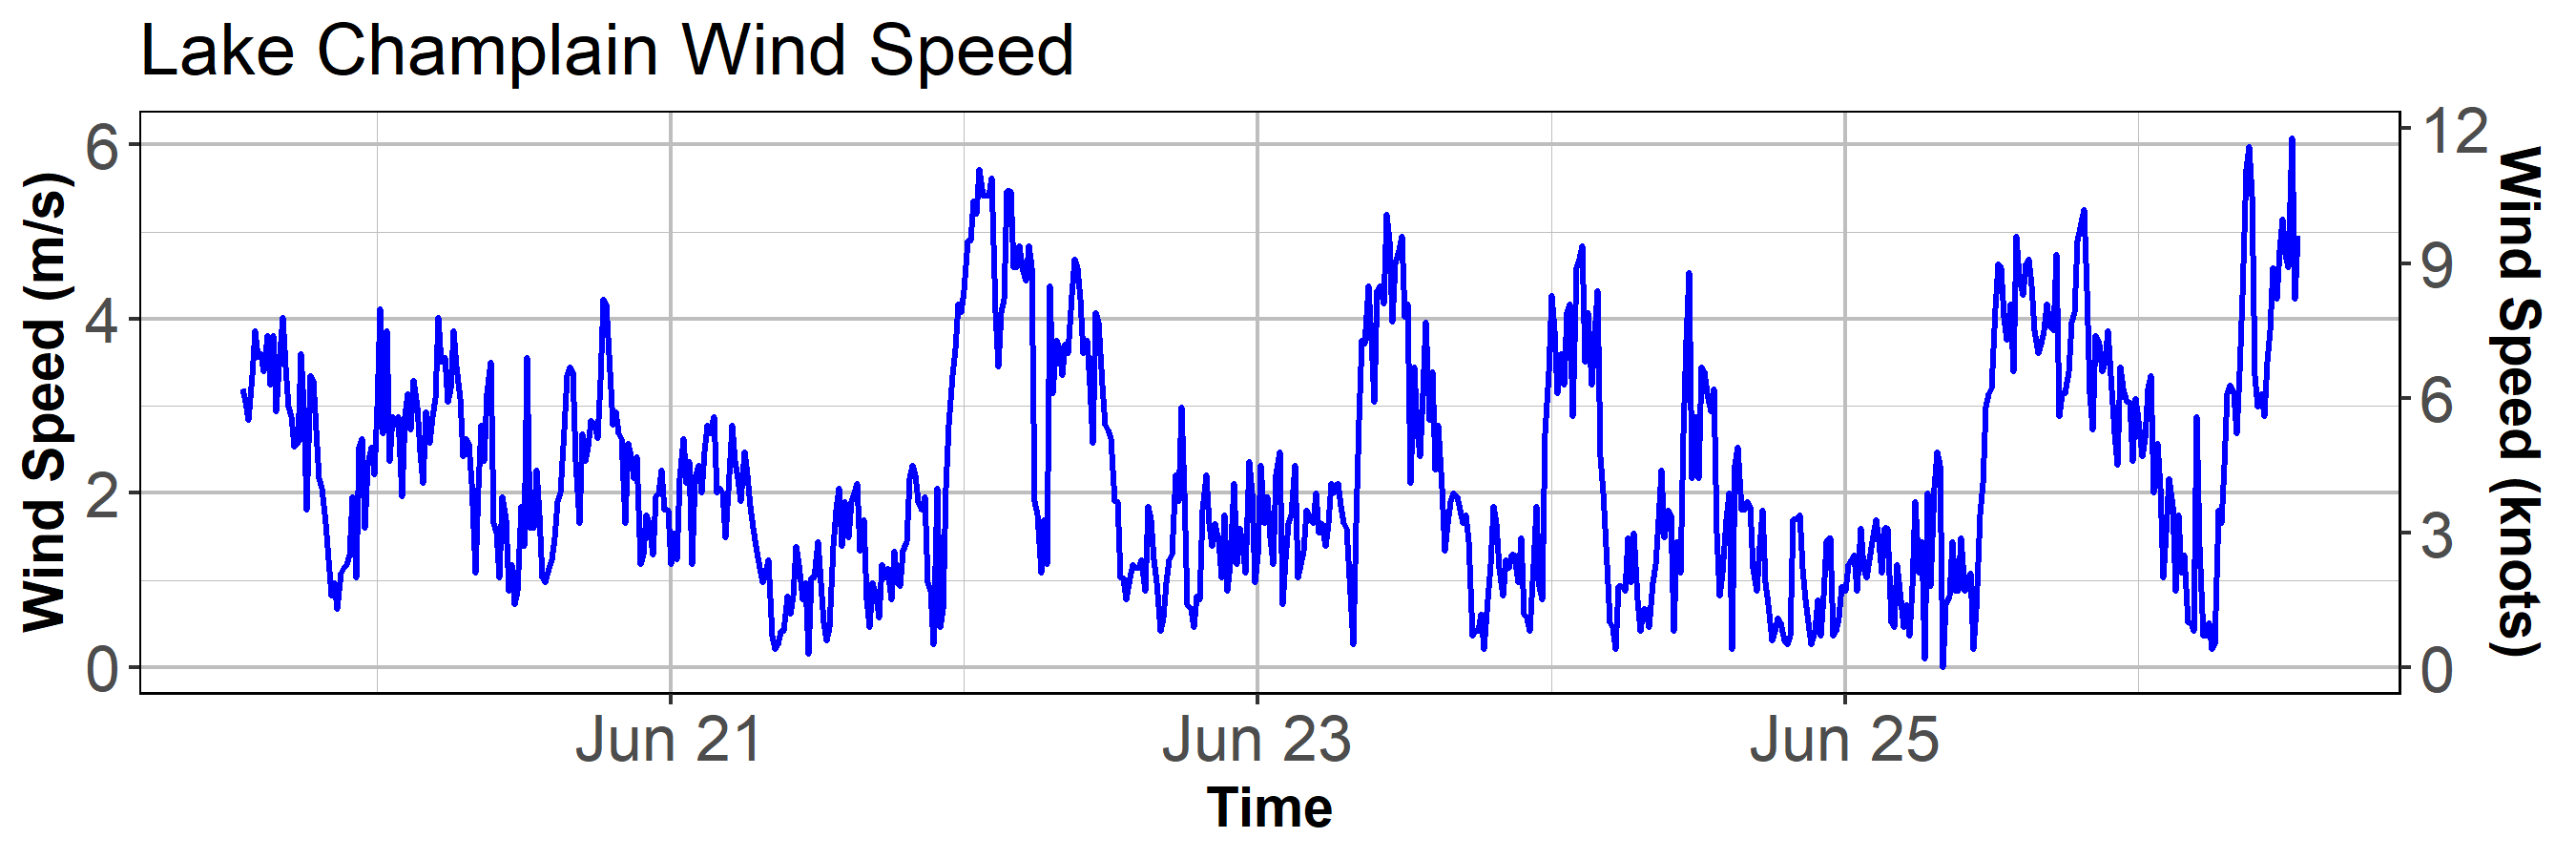 Lake Champlain Wind Speed
Wind Speed (m/s)
6
4
2
0
12
9
6
3
0
Wind Speed (knots)
Jun 21 Jun 23 Jun 25
Time